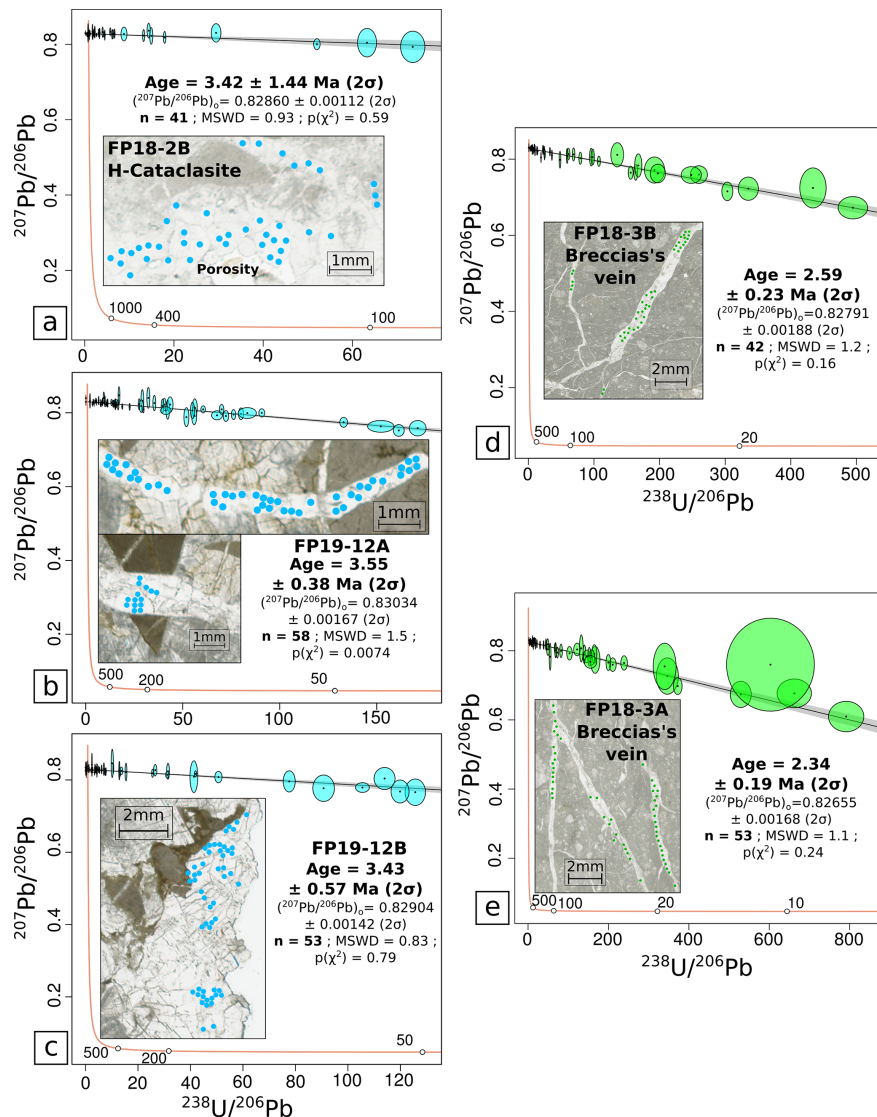 0.8
0.6
0.4
0.2
²⁰⁷Pb/²⁰⁶Pb
Age = 3.42 ± 1.44 Ma (2σ)
(²⁰⁷Pb/²⁰⁶Pb)ₒ= 0.82860 ± 0.00112 (2σ)
n = 41 ; MSWD = 0.93 ; p(χ²) = 0.59
FP18-2B
H-Cataclasite
Porosity
1mm
a
1000
400
100
0 20 40 60
0.8
0.6
0.4
0.2
²⁰⁷Pb/²⁰⁶Pb
1mm
1mm
FP19-12A
Age = 3.55
± 0.38 Ma (2σ)
(²⁰⁷Pb/²⁰⁶Pb)ₒ= 0.83034
± 0.00167 (2σ)
n = 58 ; MSWD = 1.5 ;
p(χ²) = 0.0074
b
500
200
50
0 50 100 150
0.8
0.6
0.4
0.2
²⁰⁷Pb/²⁰⁶Pb
2mm
FP19-12B
Age = 3.43
± 0.57 Ma (2σ)
(²⁰⁷Pb/²⁰⁶Pb)ₒ = 0.82904
± 0.00142 (2σ)
n = 53 ; MSWD = 0.83 ;
p(χ²) = 0.79
c
500
200
50
0 20 40 60 80 100 120
²³⁸U/²⁰⁶Pb
0.8
0.6
0.4
0.2
²⁰⁷Pb/²⁰⁶Pb
FP18-3B
Breccias's
vein
2mm
Age = 2.59
± 0.23 Ma (2σ)
(²⁰⁷Pb/²⁰⁶Pb)ₒ=0.82791
± 0.00188 (2σ)
n = 42 ; MSWD = 1.2 ;
p(χ²) = 0.16
d
500
100
20
0 100 200 300 400 500
²³⁸U/²⁰⁶Pb
0.8
0.6
0.4
0.2
²⁰⁷Pb/²⁰⁶Pb
FP18-3A
Breccias's
vein
2mm
Age = 2.34
± 0.19 Ma (2σ)
(²⁰⁷Pb/²⁰⁶Pb)ₒ=0.82655
± 0.00168 (2σ)
n = 53 ; MSWD = 1.1 ;
p(χ²) = 0.24
e
500
100
20
10
0 200 400 600 800
²³⁸U/²⁰⁶Pb